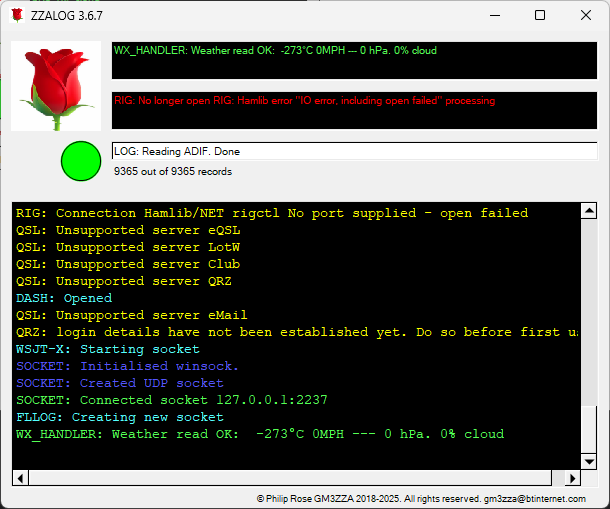 ZZALOG 3.6.7
WX_HANDLER: Weather read OK:  -273°C 0MPH --- 0 hPa. 0% cloud
RIG: No longer open RIG: Hamlib error "IO error, including open failed" processing
LOG: Reading ADIF. Done
9365 out of 9365 records
RIG: Connection Hamlib/NET rigctl No port supplied - open failed
QSL: Unsupported server eQSL
QSL: Unsupported server LotW
QSL: Unsupported server Club
QSL: Unsupported server QRZ
DASH: Opened
QSL: Unsupported server eMail
QRZ: login details have not been established yet. Do so before first u
WSJT-X: Starting socket
SOCKET: Initialised winsock.
SOCKET: Created UDP socket
SOCKET: Connected socket 127.0.0.1:2237
FLLOG: Creating new socket
WX_HANDLER: Weather read OK:  -273°C 0MPH --- 0 hPa. 0% cloud
© Philip Rose GM3ZZA 2018-2025. All rights reserved. gm3zza@btinternet.com